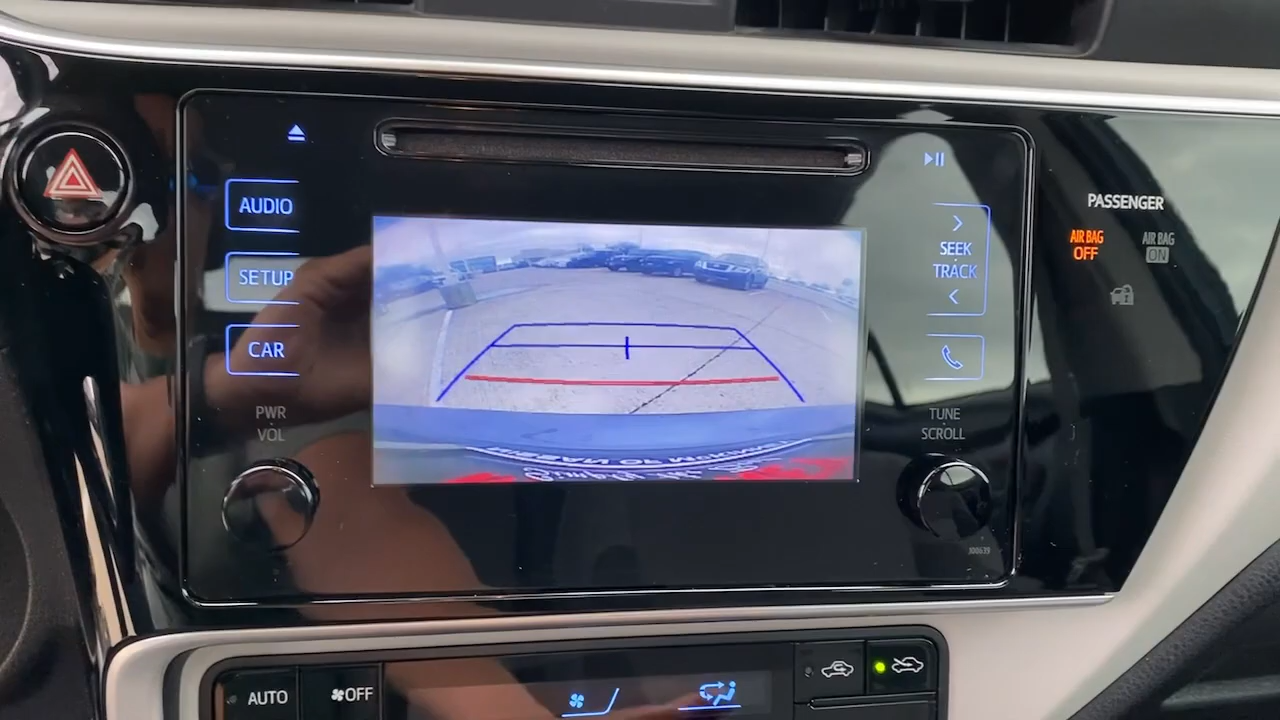 AUDIO
SETUP
CAR
PWR
VOL
SEEK
TRACK
TUNE
SCROLL
PASSENGER
AIR BAG
OFF
AIR BAG
ON
AUTO
OFF